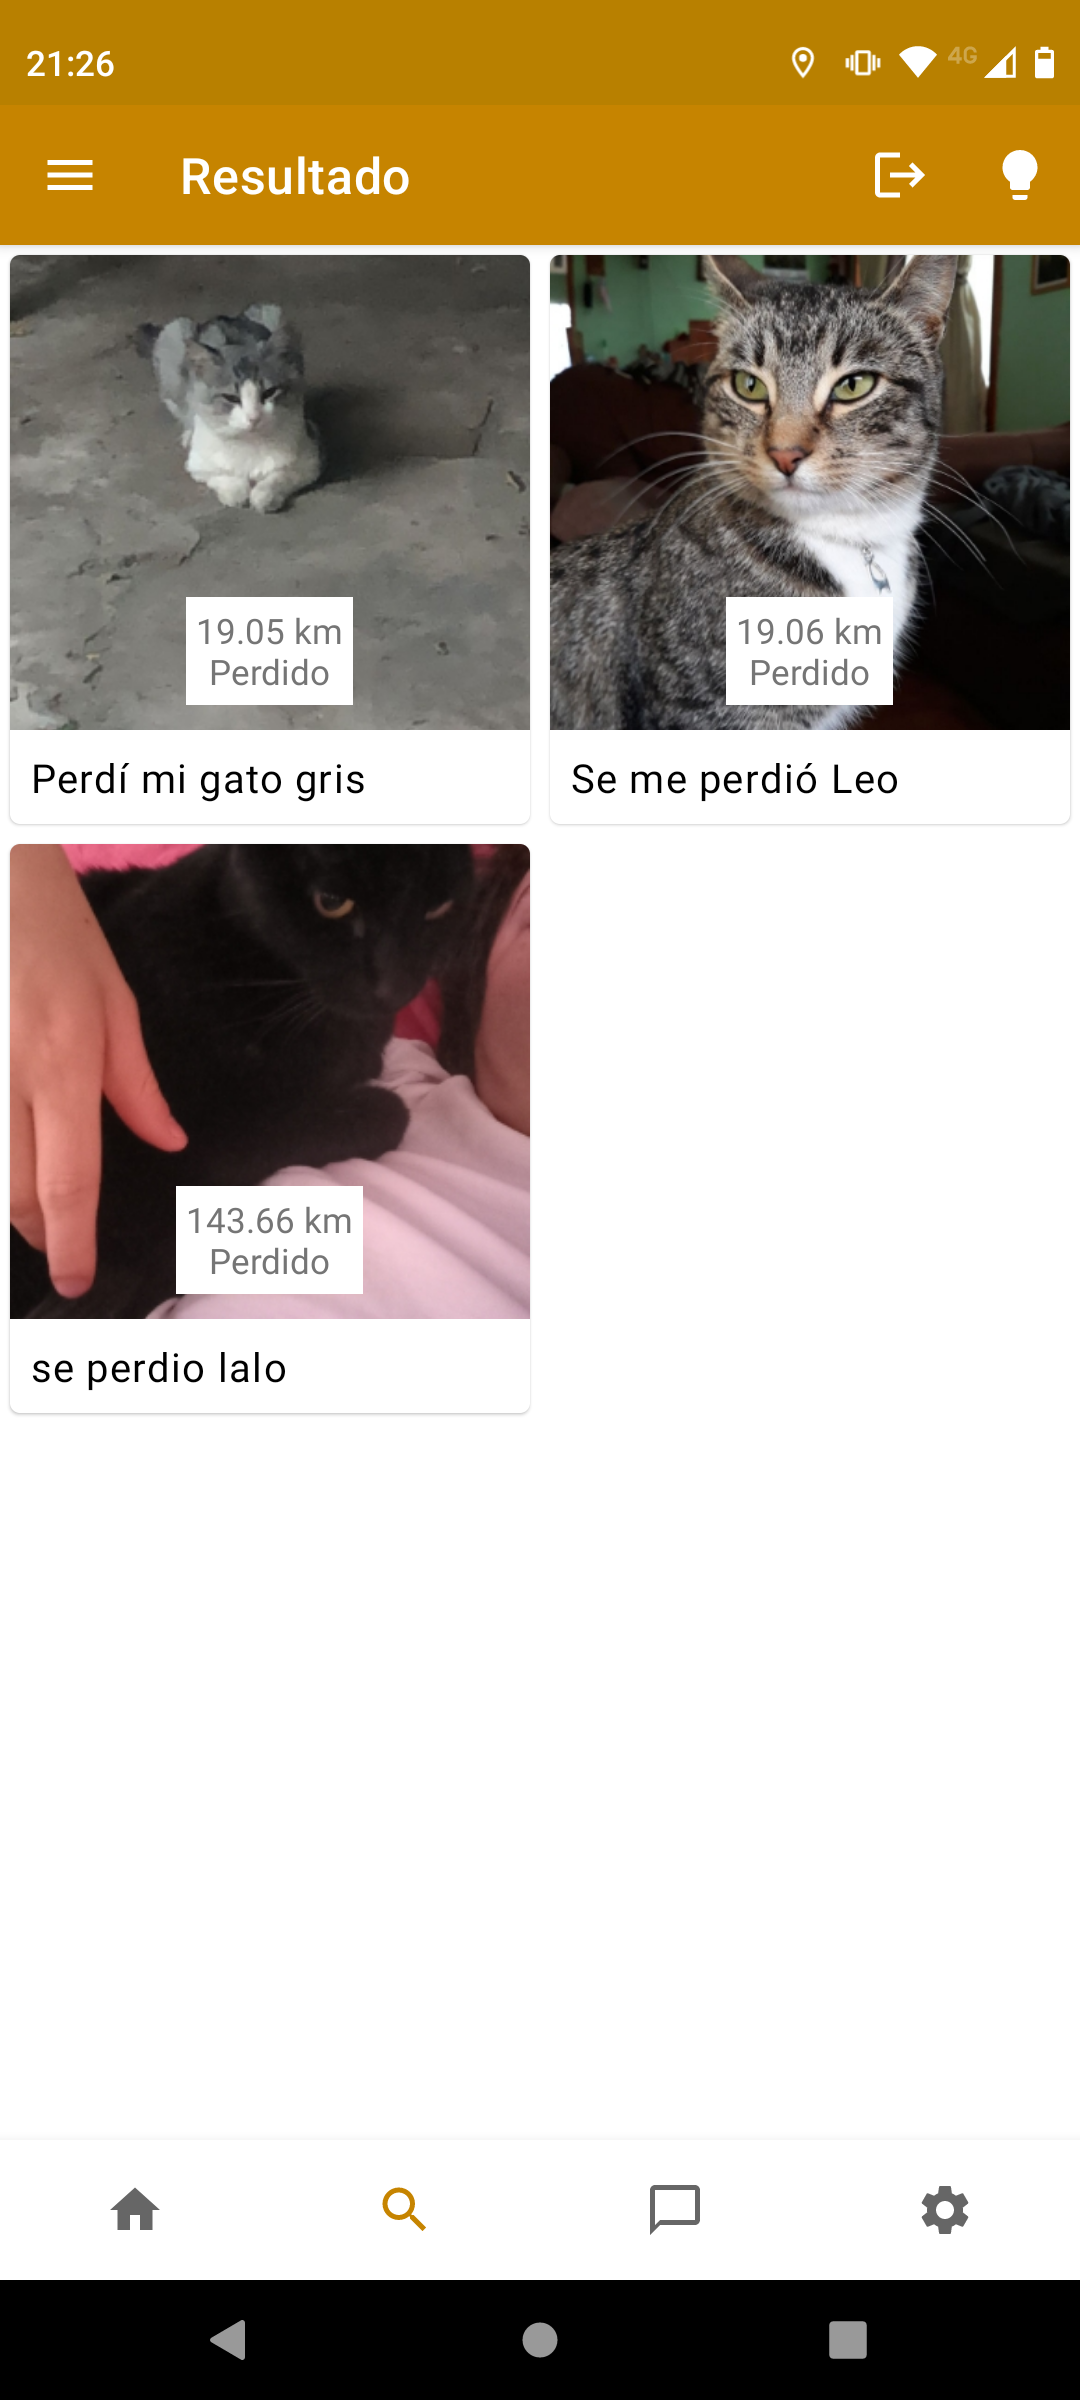 21:26
4G
Resultado
19.05 km
Perdido
Perdí mi gato gris
19.06 km
Perdido
Se me perdió Leo
143.66 km
Perdido
se perdio lalo